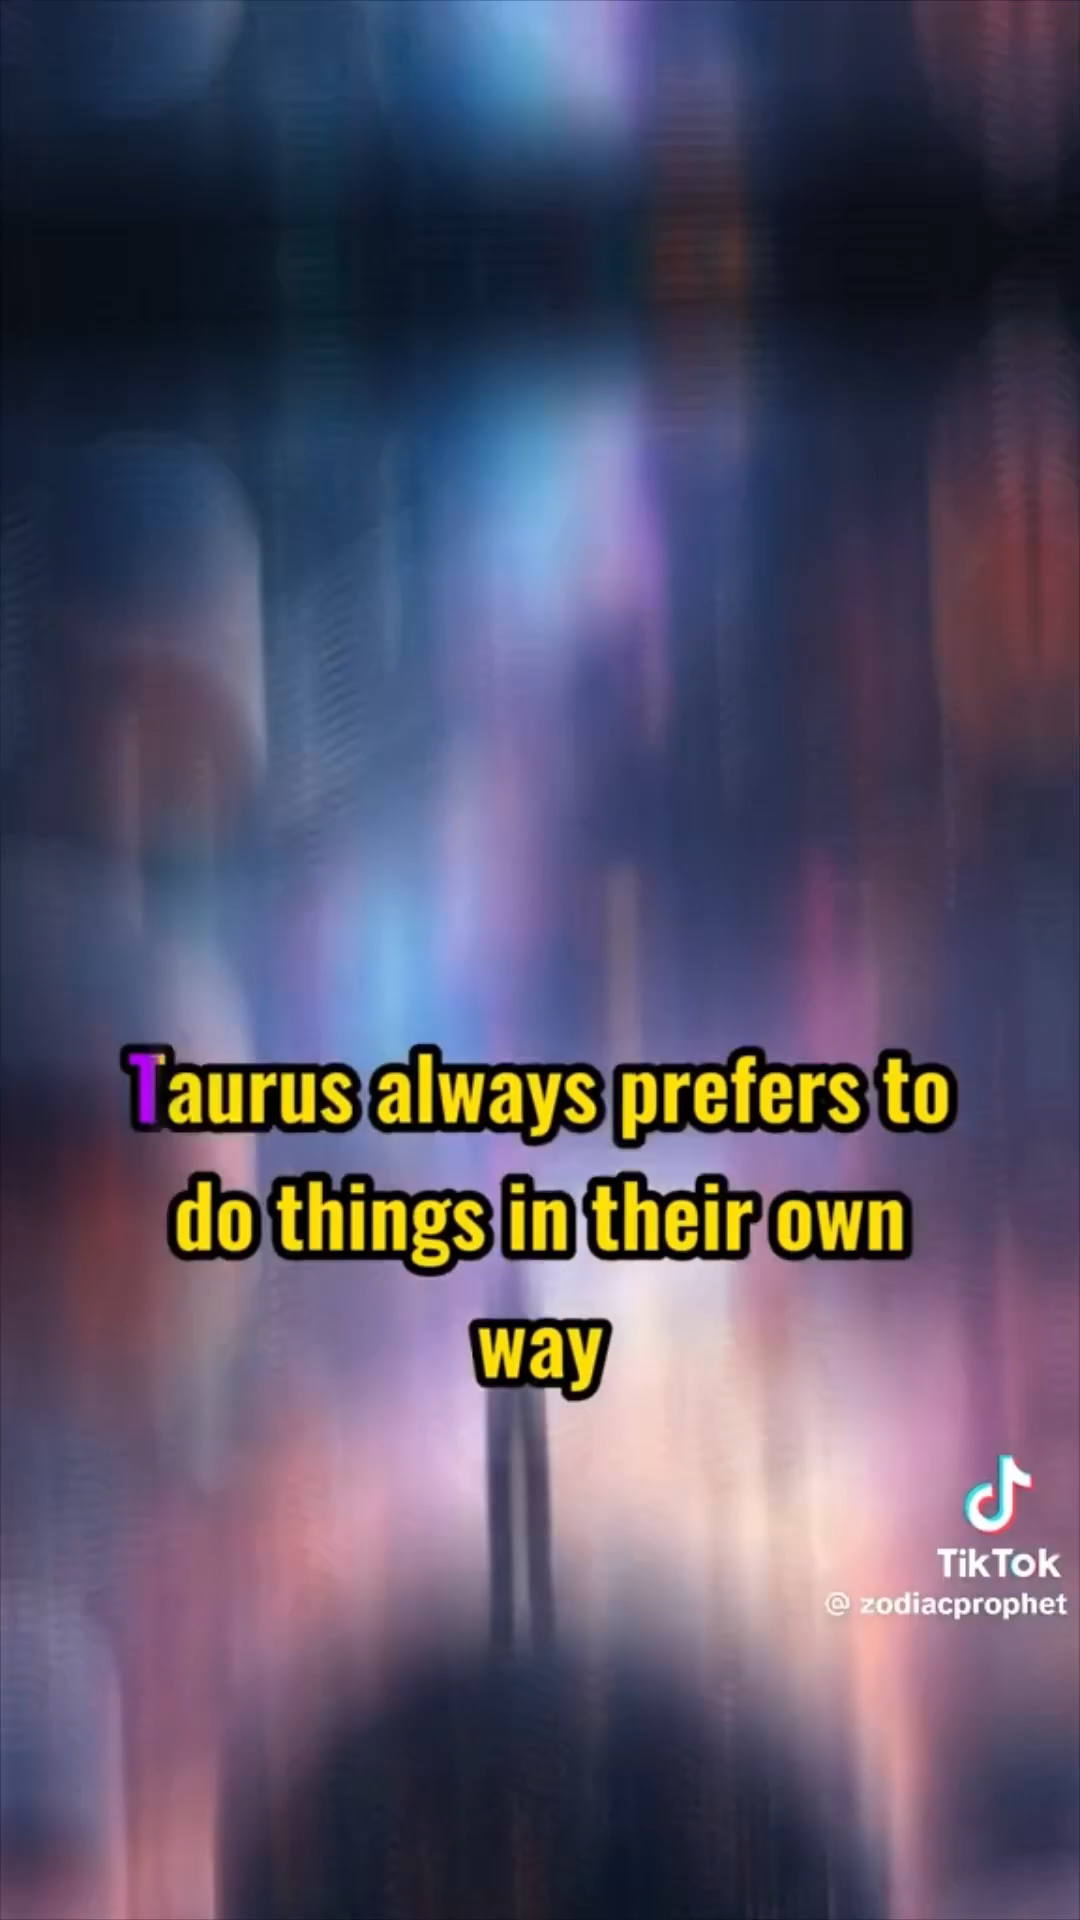 Taurus always prefers to
do things in their own
way
TikTok
@ zodiacprophet